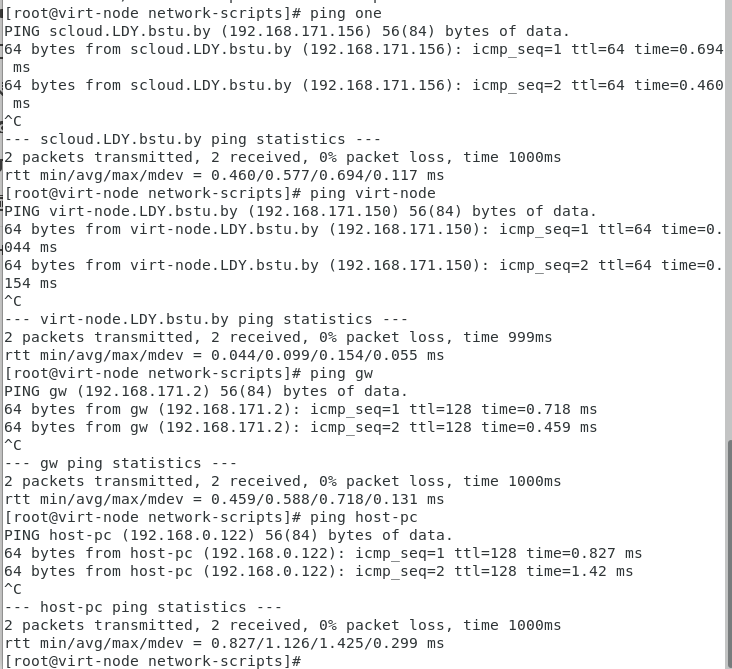 [root@virt-node network-scripts]# ping one
PING scloud.LDY.bstu.by (192.168.171.156) 56(84) bytes of data.
64 bytes from scloud.LDY.bstu.by (192.168.171.156): icmp_seq=1 ttl=64 time=0.694
 ms
64 bytes from scloud.LDY.bstu.by (192.168.171.156): icmp_seq=2 ttl=64 time=0.460
 ms
^C
--- scloud.LDY.bstu.by ping statistics ---
2 packets transmitted, 2 received, 0% packet loss, time 1000ms
rtt min/avg/max/mdev = 0.460/0.577/0.694/0.117 ms
[root@virt-node network-scripts]# ping virt-node
PING virt-node.LDY.bstu.by (192.168.171.150) 56(84) bytes of data.
64 bytes from virt-node.LDY.bstu.by (192.168.171.150): icmp_seq=1 ttl=64 time=0.
044 ms
64 bytes from virt-node.LDY.bstu.by (192.168.171.150): icmp_seq=2 ttl=64 time=0.
154 ms
^C
--- virt-node.LDY.bstu.by ping statistics ---
2 packets transmitted, 2 received, 0% packet loss, time 999ms
rtt min/avg/max/mdev = 0.044/0.099/0.154/0.055 ms
[root@virt-node network-scripts]# ping gw
PING gw (192.168.171.2) 56(84) bytes of data.
64 bytes from gw (192.168.171.2): icmp_seq=1 ttl=128 time=0.718 ms
64 bytes from gw (192.168.171.2): icmp_seq=2 ttl=128 time=0.459 ms
^C
--- gw ping statistics ---
2 packets transmitted, 2 received, 0% packet loss, time 1000ms
rtt min/avg/max/mdev = 0.459/0.588/0.718/0.131 ms
[root@virt-node network-scripts]# ping host-pc
PING host-pc (192.168.0.122) 56(84) bytes of data.
64 bytes from host-pc (192.168.0.122): icmp_seq=1 ttl=128 time=0.827 ms
64 bytes from host-pc (192.168.0.122): icmp_seq=2 ttl=128 time=1.42 ms
^C
--- host-pc ping statistics ---
2 packets transmitted, 2 received, 0% packet loss, time 1000ms
rtt min/avg/max/mdev = 0.827/1.126/1.425/0.299 ms
[root@virt-node network-scripts]#